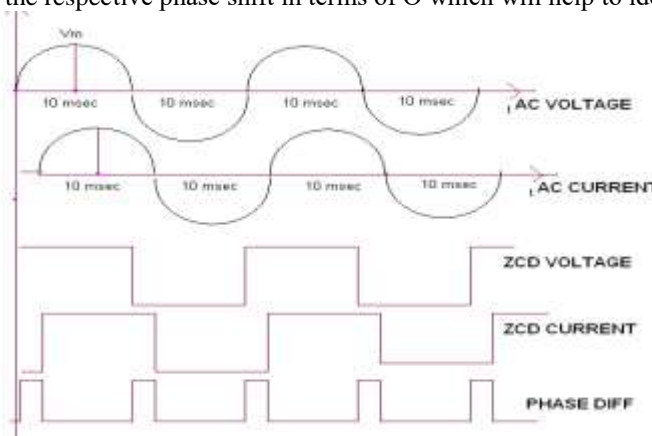 the respective phase shift in terms of O which will help to
Vm
10 msec 10 msec 10 msec 10 msec
t AC VOLTAGE
10 msec 10 msec 10 msec 10 msec
t AC CURRENT
ZCD VOLTAGE
ZCD CURRENT
PHASE DIFF